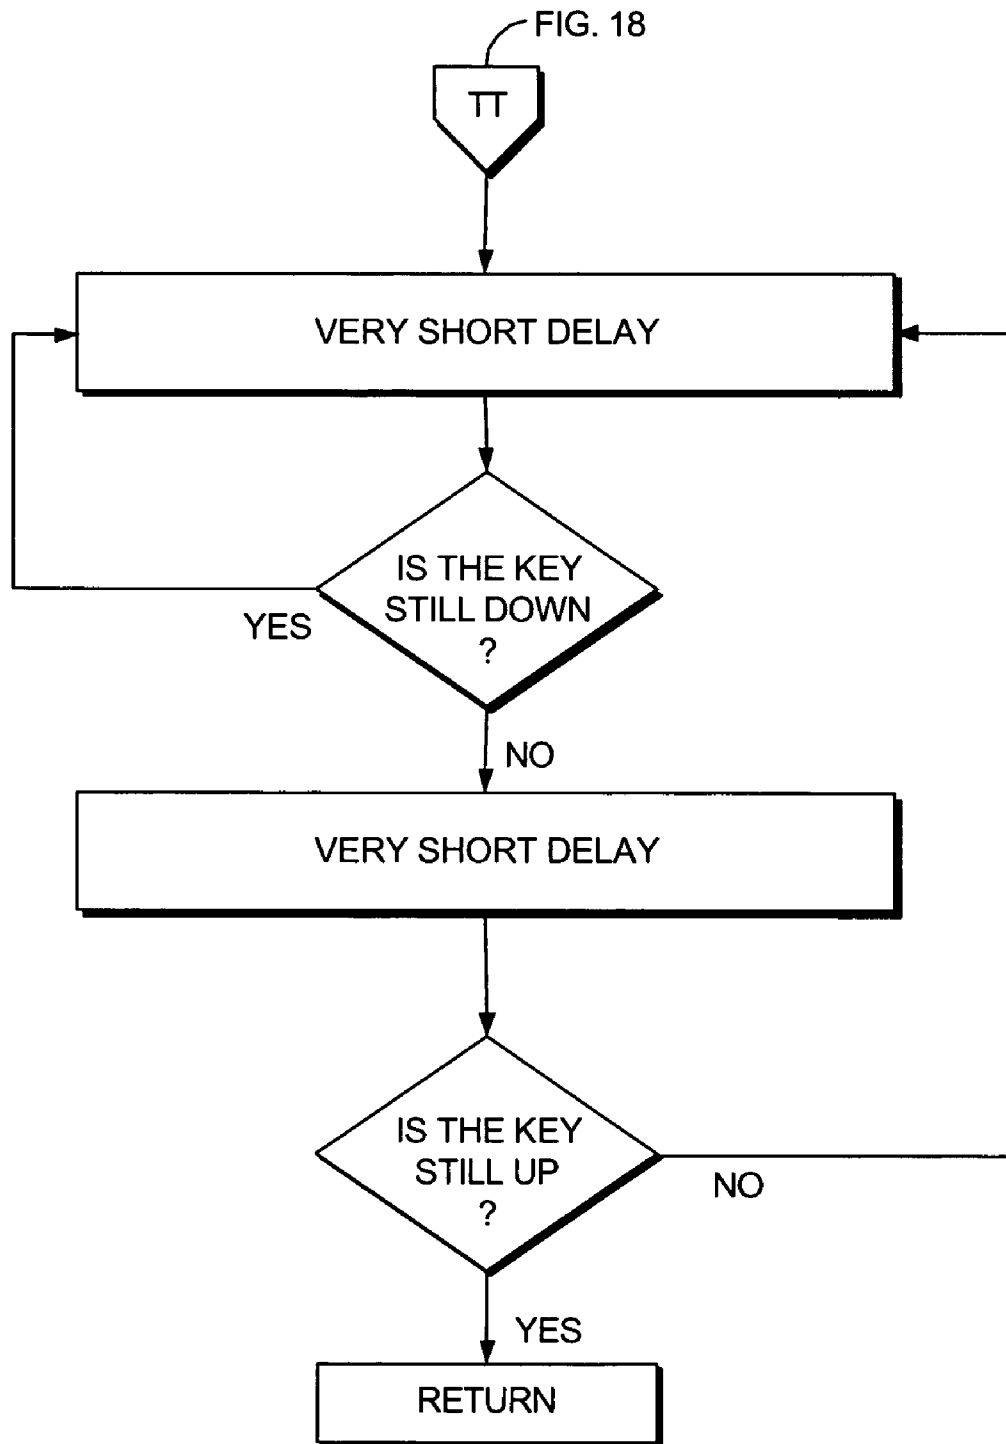 FIG. 18
TT
VERY SHORT DELAY
IS THE KEY
STILL DOWN
?
YES
NO
VERY SHORT DELAY
IS THE KEY
STILL UP
?
NO
YES
RETURN